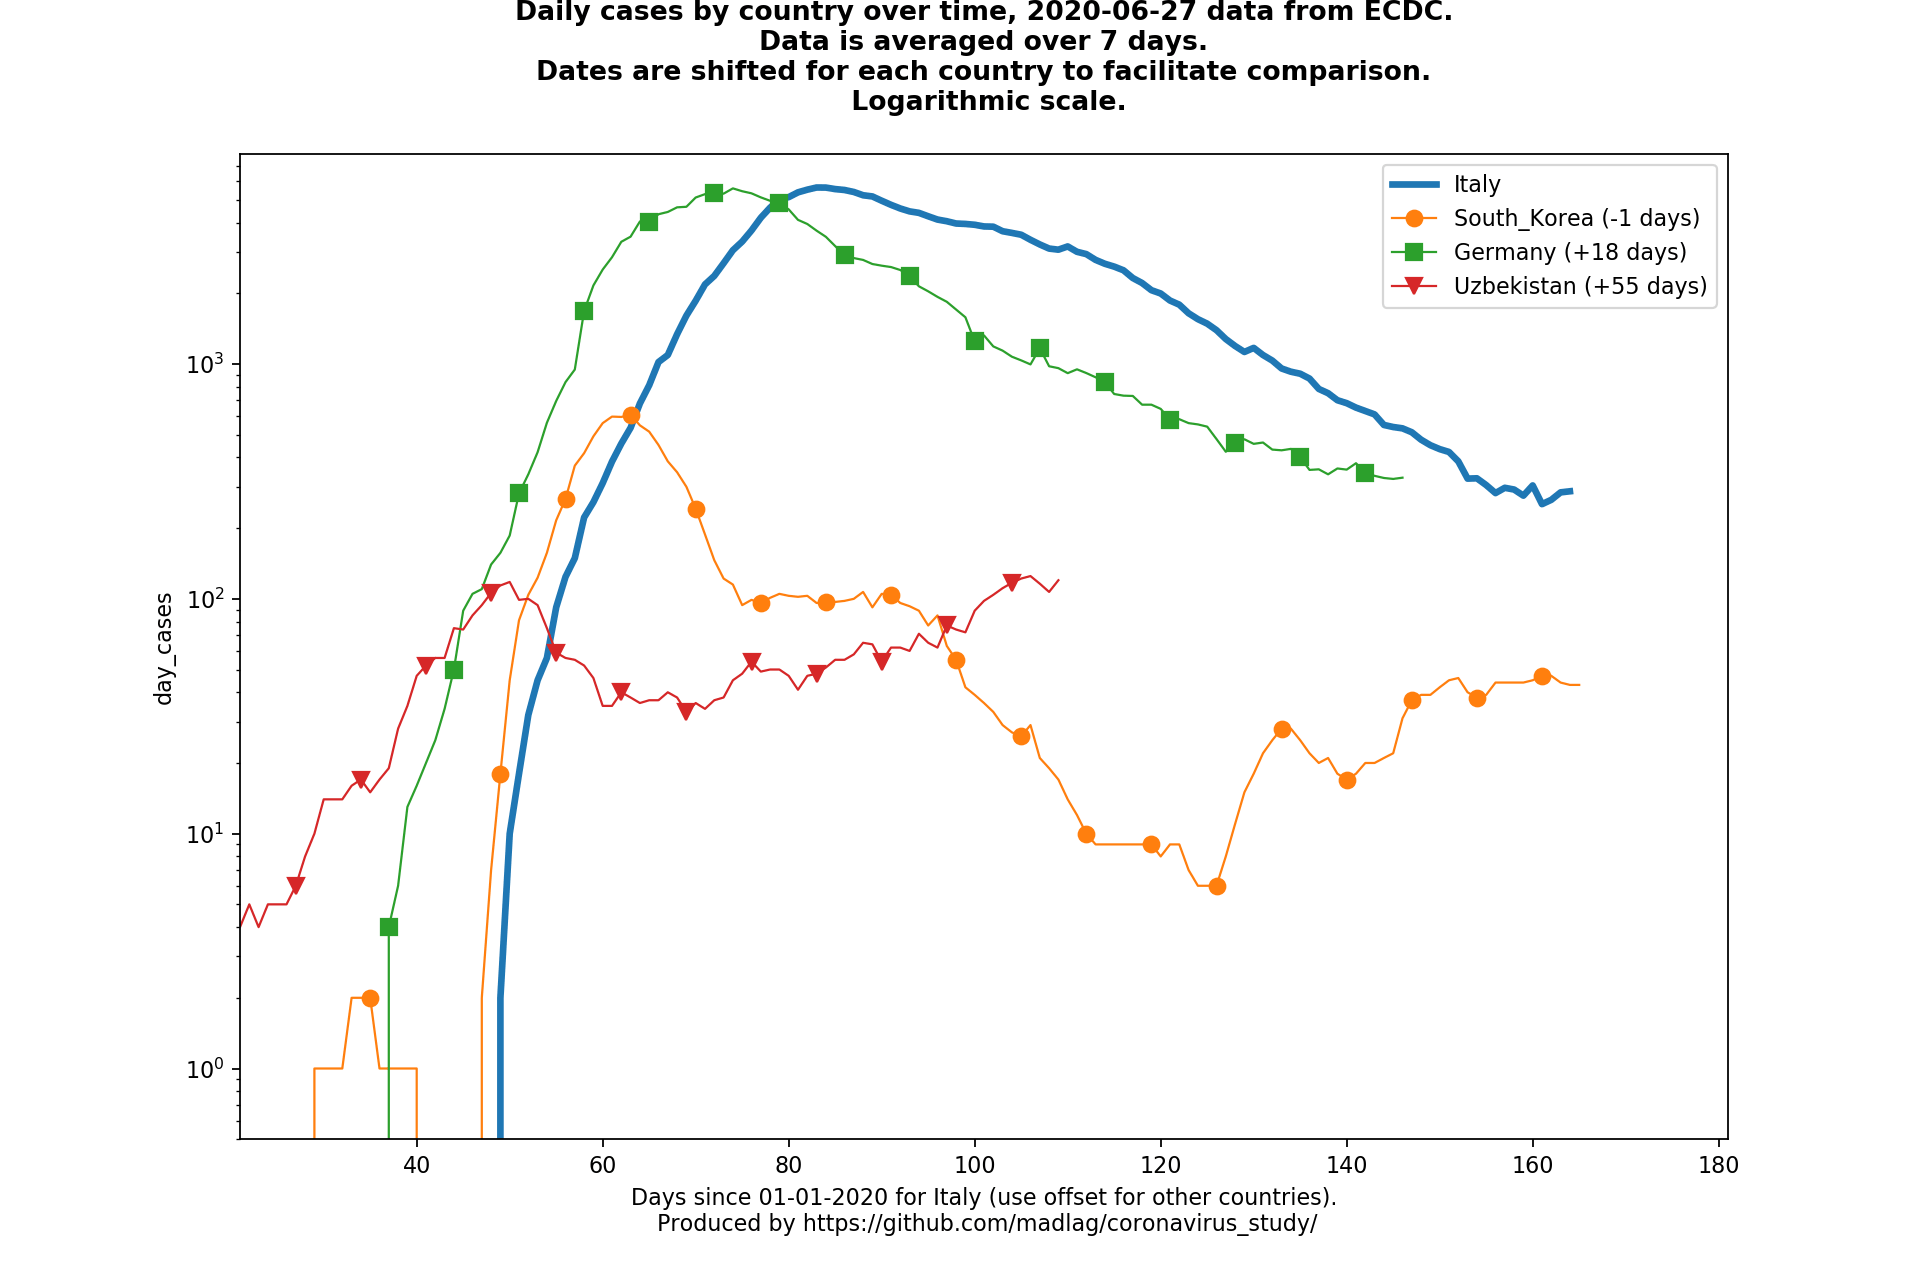 Daily cases by country over time, 2020-06-27 data from ECDC.
Data is averaged over 7 days.
Dates are shifted for each country to facilitate comparison.
Logarithmic scale.
Italy
South_Korea (-1 days)
Germany (+18 days)
Uzbekistan (+55 days)
day_cases
10³
10²
10¹
10⁰
40 60 80 100 120 140 160 180
Days since 01-01-2020 for Italy (use offset for other countries).
Produced by https://github.com/madlag/coronavirus_study/